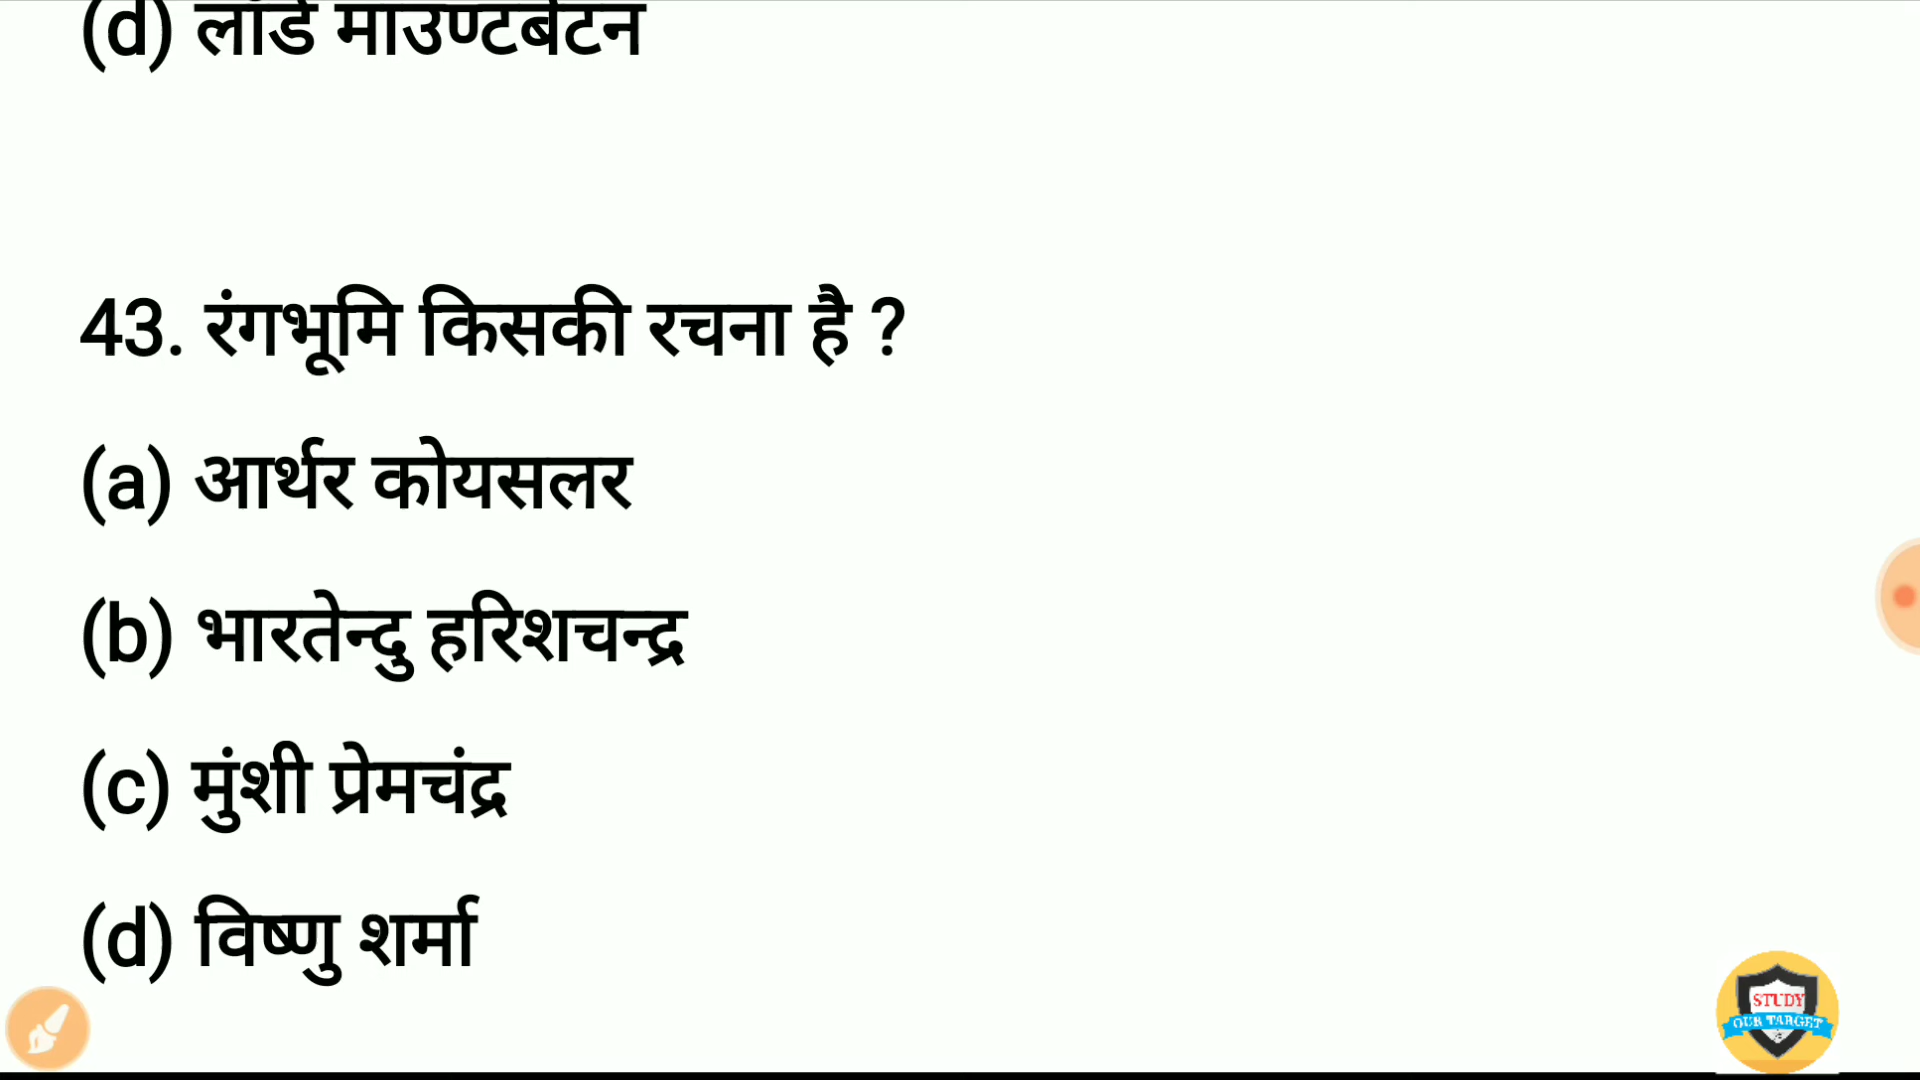 (d) लॉर्ड माउण्टबेटन
43. रंगभूमि किसकी रचना है ?
(a) आर्थर कोयसलर
(b) भारतेन्दु हरिशचन्द्र
(c) मुंशी प्रेमचंद्र
(d) विष्णु शर्मा
STUDY
OUR TARGET